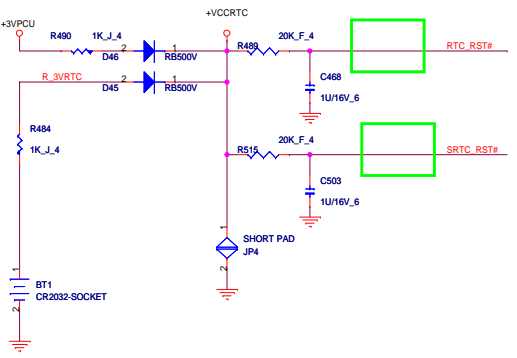 +VCCRTC
+3VPCU
R490 1K_J_4
2 1
D46 RB500V
R489 20K_F_4
RTC_RST#
R_3VRTC
2 1
D45 RB500V
C468
1U/16V_6
R484
1K_J_4
20K_F_4
R515
SRTC_RST#
C503
1U/16V_6
1
SHORT PAD
JP4
2
1
BT1
CR2032-SOCKET
2